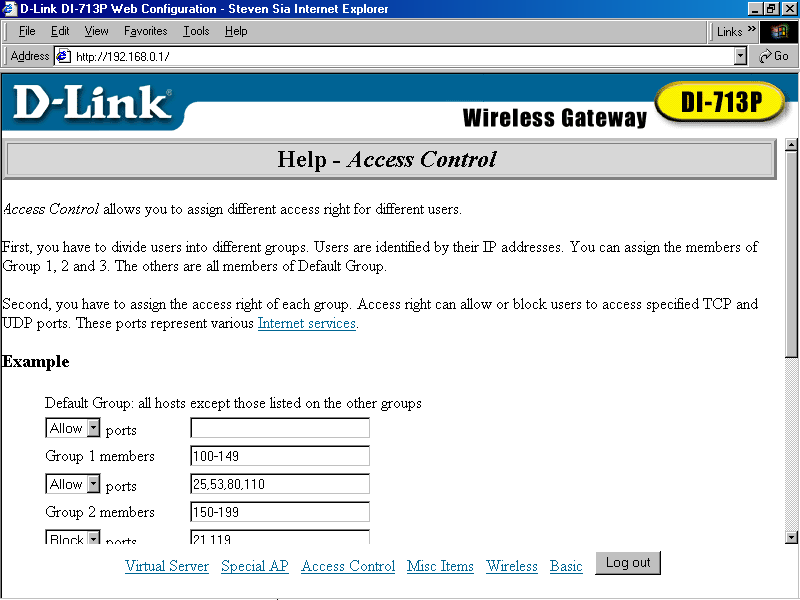 D-Link DI-713P Web Configuration - Steven Sia Internet Explorer
File Edit View Favorites Tools Help Links »
Address http://192.168.0.1/ Go
D-Link®
Wireless Gateway DI-713P
Help - Access Control
Access Control allows you to assign different access right for different users.
First, you have to divide users into different groups. Users are identified by their IP addresses. You can assign the members of
Group 1, 2 and 3. The others are all members of Default Group.
Second, you have to assign the access right of each group. Access right can allow or block users to access specified TCP and
UDP ports. These ports represent various Internet services.
Example
Default Group: all hosts except those listed on the other groups
Allow ports
Group 1 members 100-149
Allow ports 25,53,80,110
Group 2 members 150-199
Block ports 21,119
Virtual Server Special AP Access Control Misc Items Wireless Basic Log out